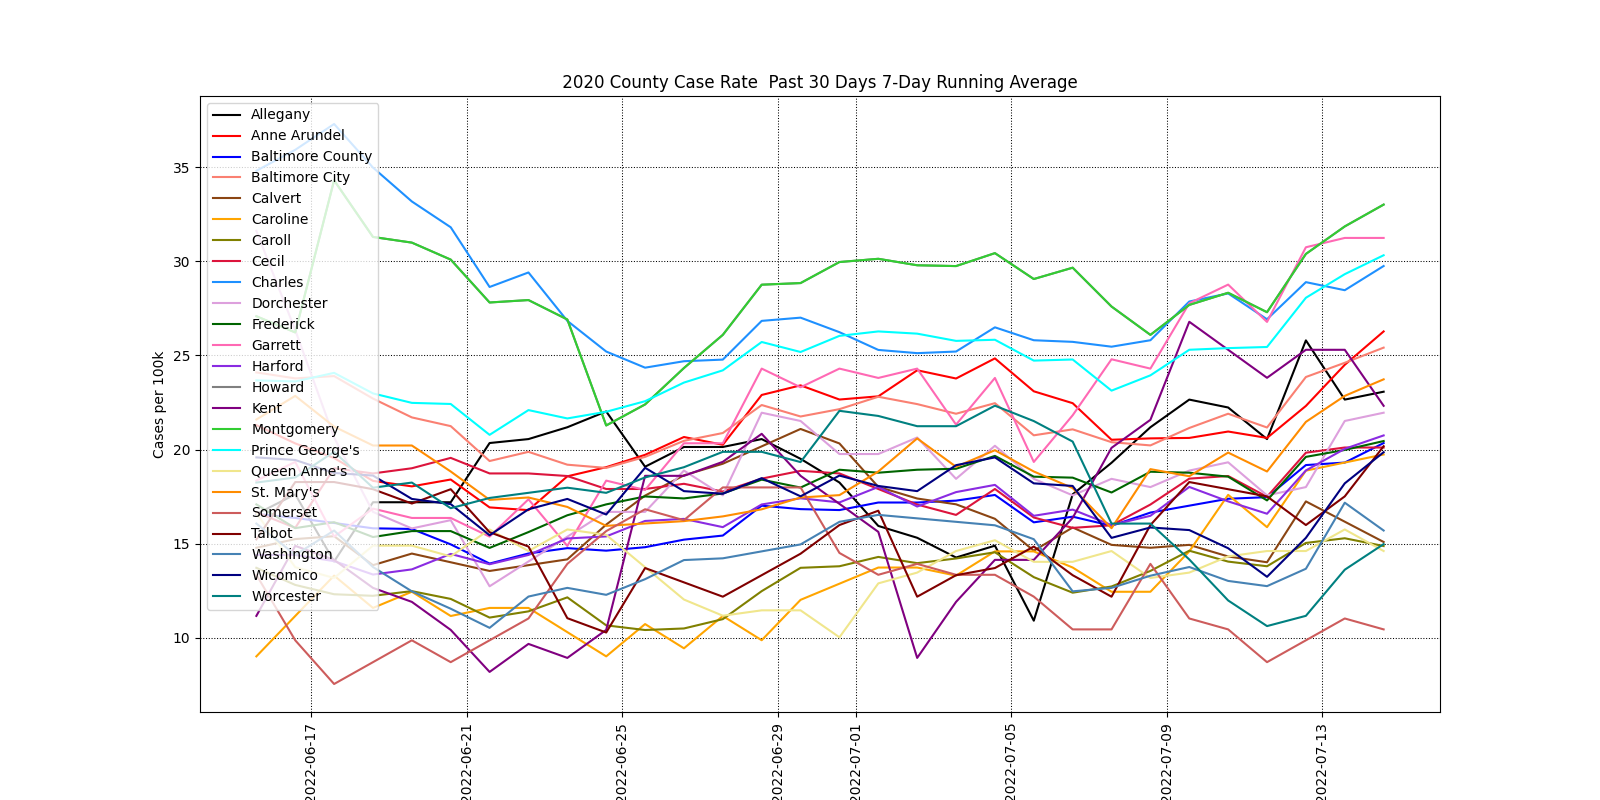 2020 County Case Rate  Past 30 Days 7-Day Running Average
Cases per 100k
35
30
25
20
15
10
Allegany
Anne Arundel
Baltimore County
Baltimore City
Calvert
Caroline
Caroll
Cecil
Charles
Dorchester
Frederick
Garrett
Harford
Howard
Kent
Montgomery
Prince George's
Queen Anne's
St. Mary's
Somerset
Talbot
Washington
Wicomico
Worcester
2022-06-17
2022-06-21
2022-06-25
2022-06-29
2022-07-01
2022-07-05
2022-07-09
2022-07-13